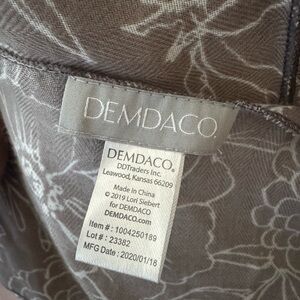 DEMDACO
DEMDACO®
DDTraders Inc.
Leawood, Kansas 66209
Made in China
© 2019 Lori Siebert
for DEMDACO
DEMDACO.com
Item # : 1004250189
Lot # : 23382
MFG Date : 2020/01/18